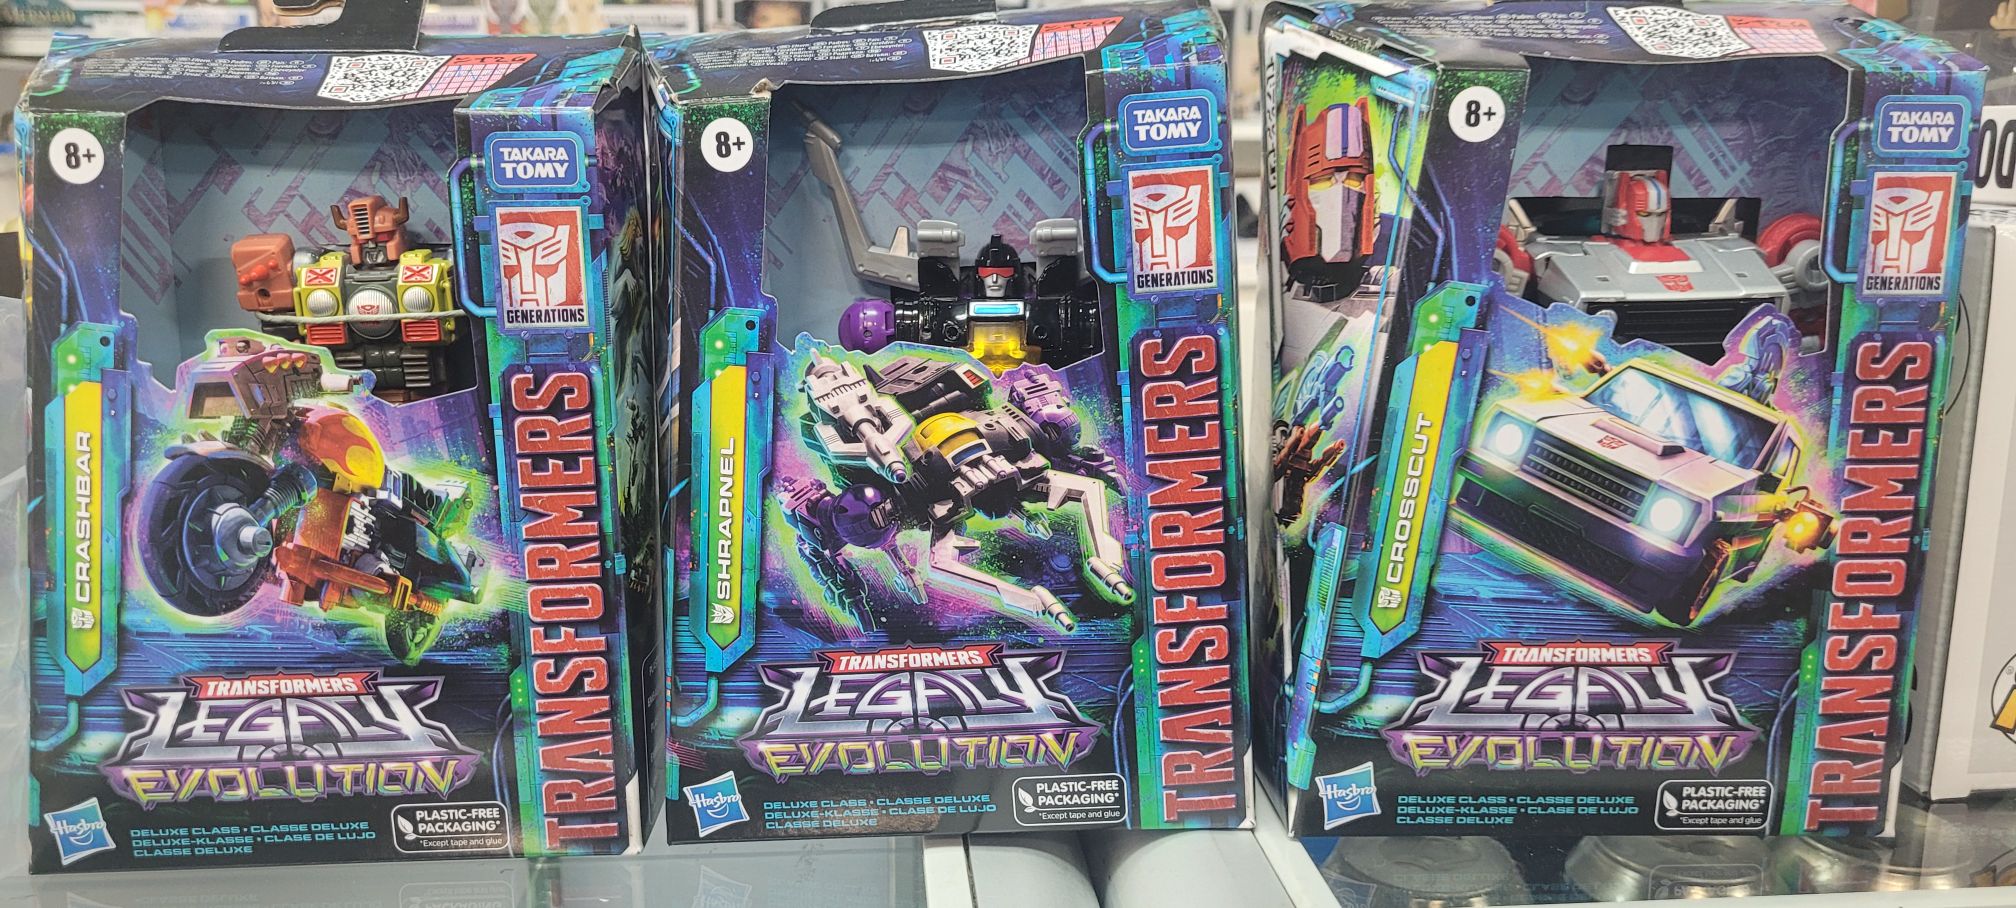 8+
TAKARA
TOMY
GENERATIONS
TRANSFORMERS
CRASHBAR
TRANSFORMERS
LEGACY
EVOLUTION
Hasbro
DELUXE CLASS • CLASSE DELUXE
DELUXE-KLASSE • CLASE DE LUJO
CLASSE DELUXE
PLASTIC-FREE
PACKAGING*
*Except tape and glue
8+
TAKARA
TOMY
GENERATIONS
TRANSFORMERS
SHRAPNEL
TRANSFORMERS
LEGACY
EVOLUTION
Hasbro
DELUXE CLASS • CLASSE DELUXE
DELUXE-KLASSE • CLASE DE LUJO
CLASSE DELUXE
PLASTIC-FREE
PACKAGING*
*Except tape and glue
8+
TAKARA
TOMY
GENERATIONS
TRANSFORMERS
CROSSCUT
TRANSFORMERS
LEGACY
EVOLUTION
Hasbro
DELUXE CLASS • CLASSE DELUXE
DELUXE-KLASSE • CLASE DE LUJO
CLASSE DELUXE
PLASTIC-FREE
PACKAGING*
*Except tape and glue